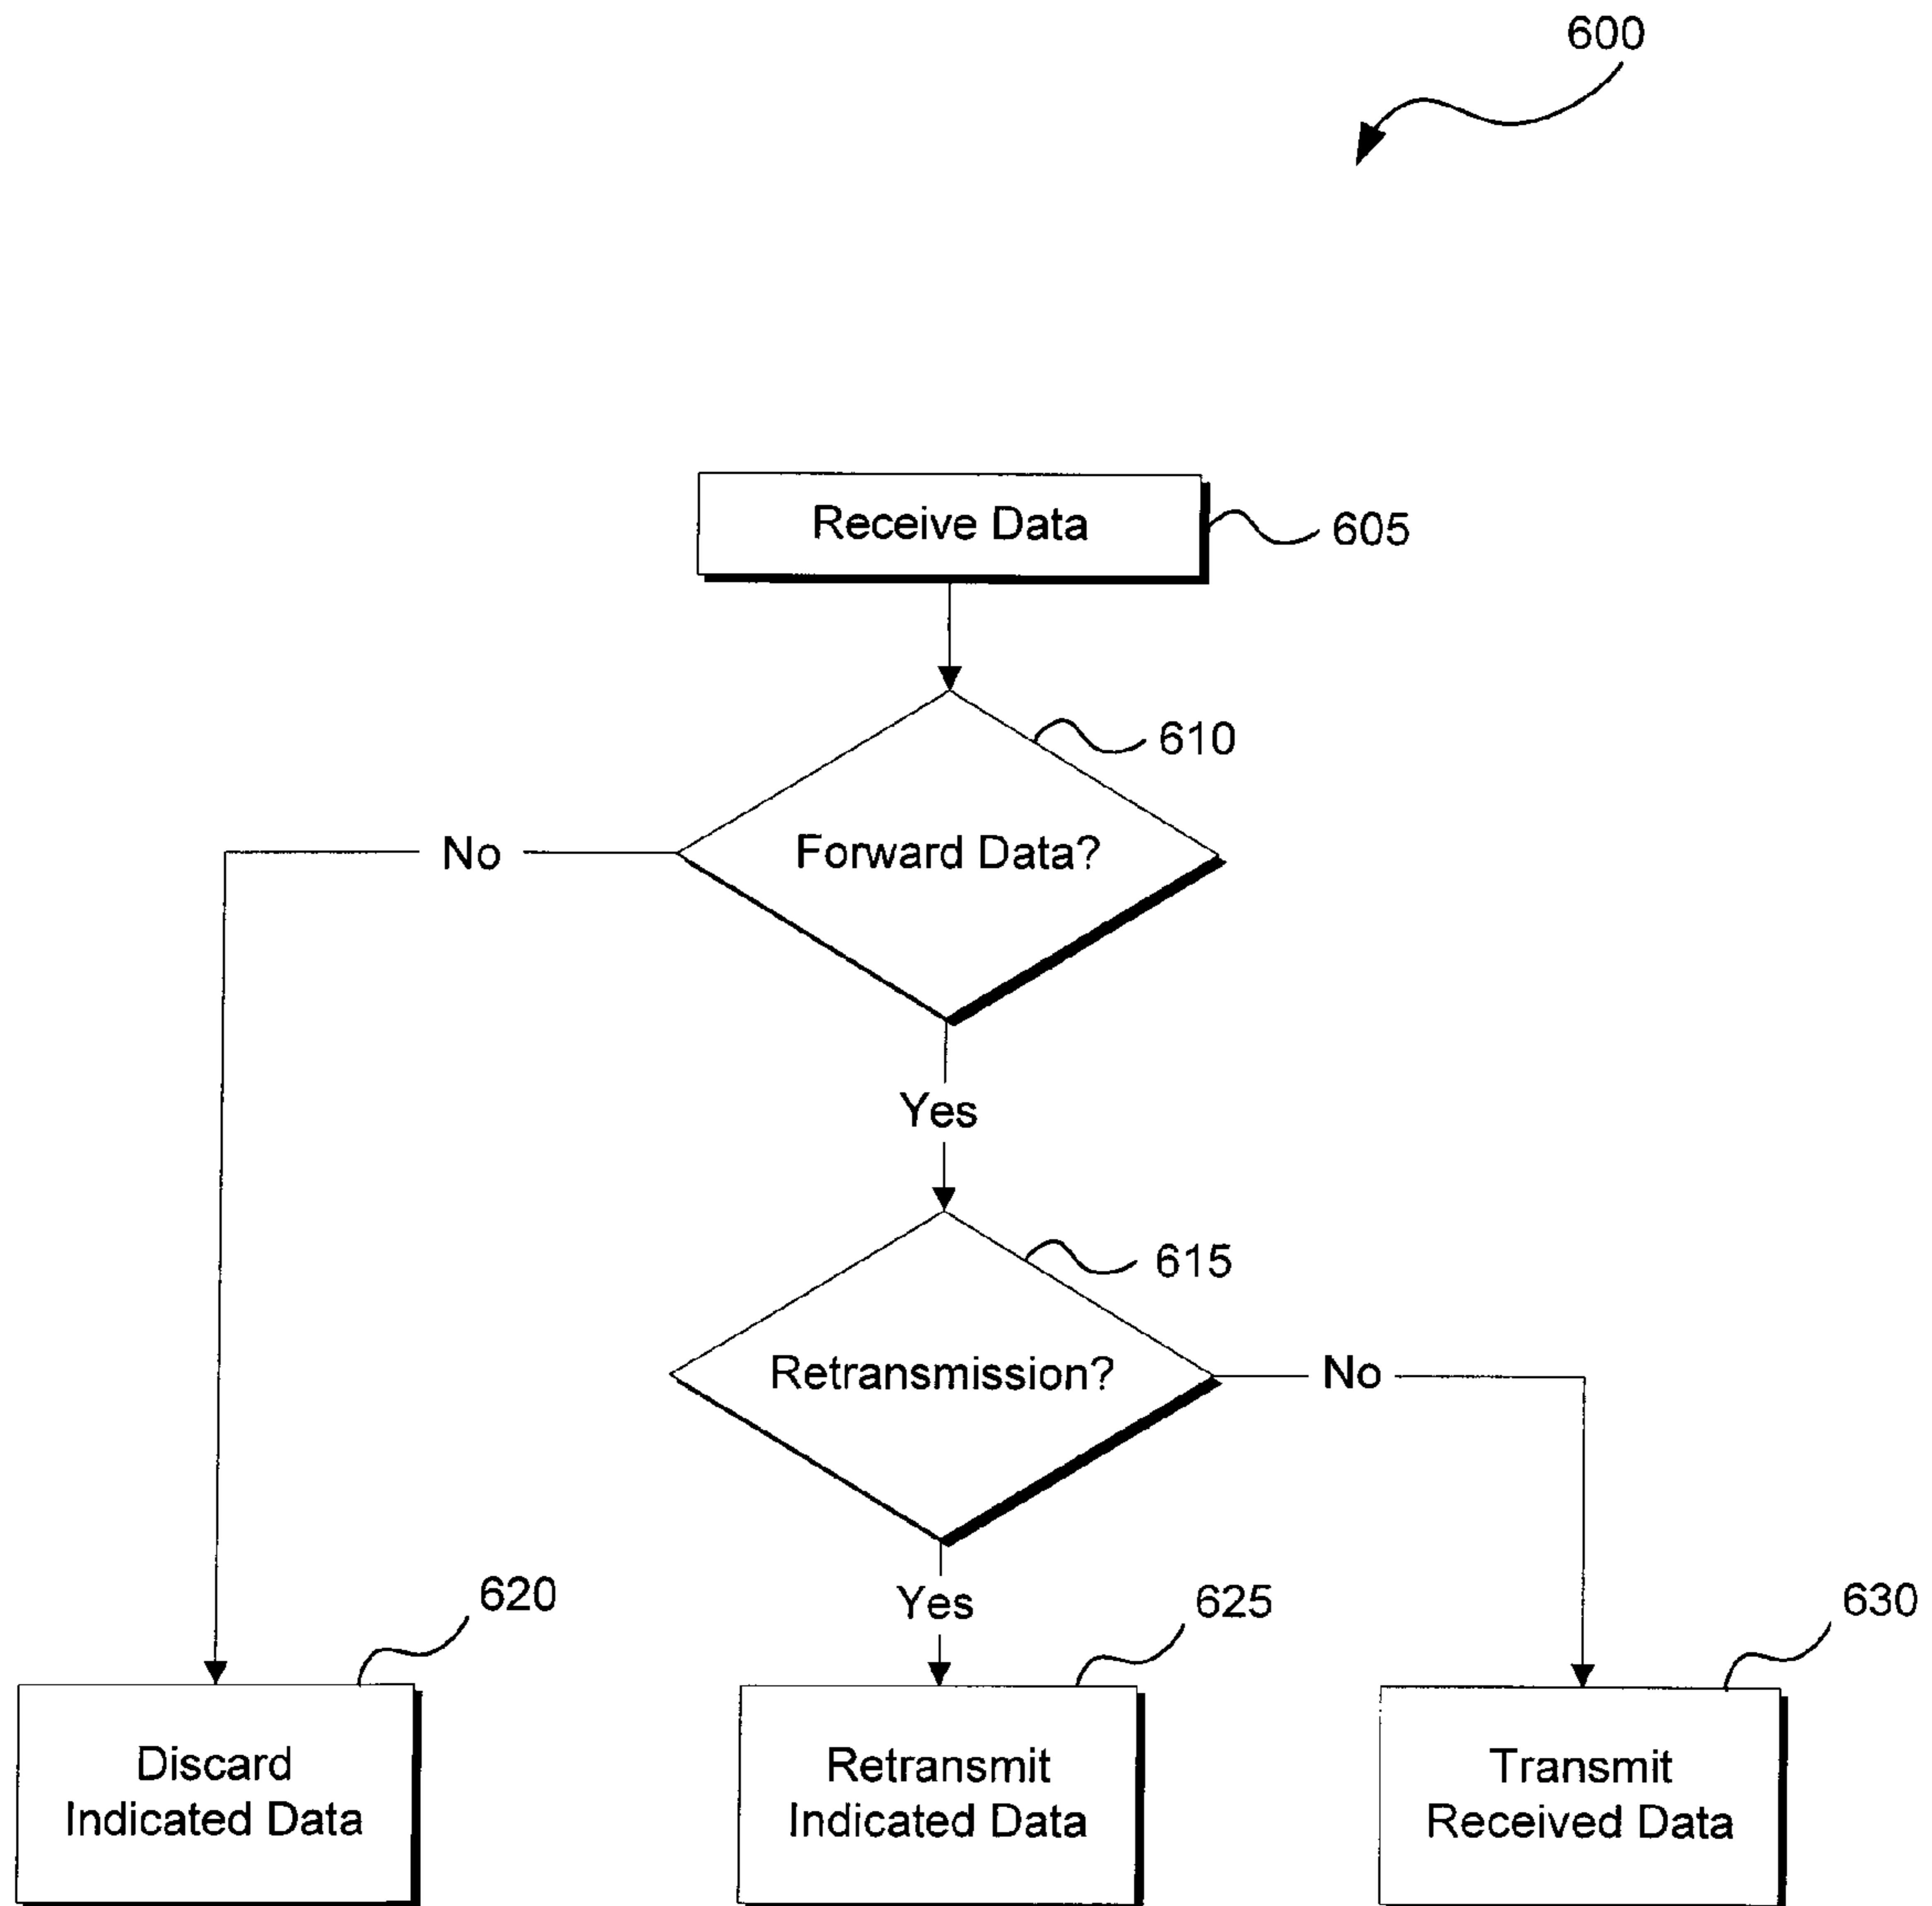 600
Receive Data
605
610
Forward Data?
No
Yes
615
Retransmission?
No
Yes
620
625
630
Discard
Indicated Data
Retransmit
Indicated Data
Transmit
Received Data